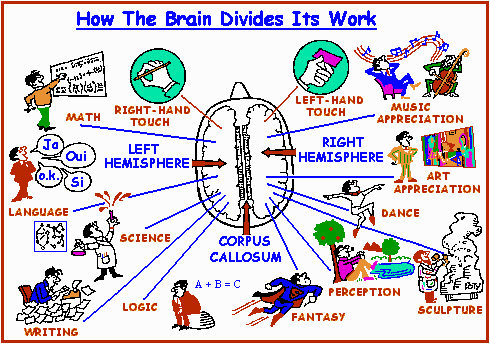 How The Brain Divides Its Work
MATH
RIGHT-HAND
TOUCH
LEFT-HAND
TOUCH
MUSIC
APPRECIATION
LEFT
HEMISPHERE
RIGHT
HEMISPHERE
Ja
Oui
o.k.
Si
ART
APPRECIATION
LANGUAGE
DANCE
SCIENCE
CORPUS
CALLOSUM
A + B = C
PERCEPTION
LOGIC
FANTASY
SCULPTURE
WRITING